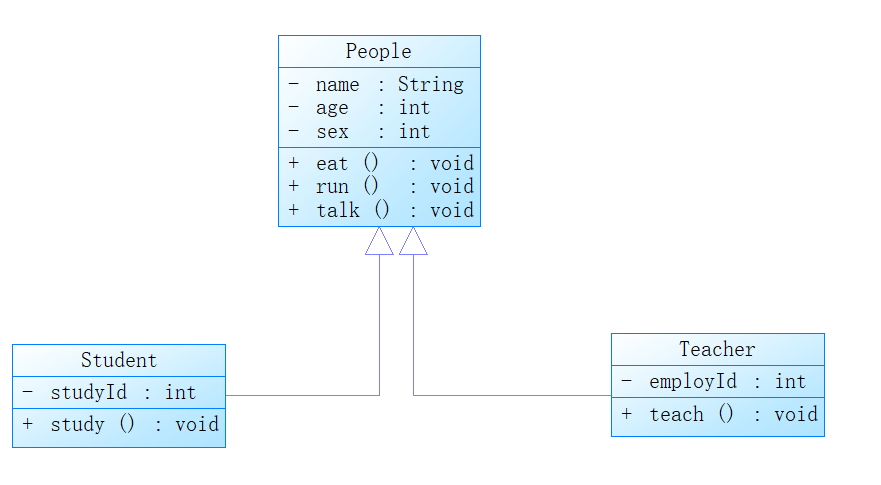 People
- name : String
- age : int
- sex : int
+ eat () : void
+ run () : void
+ talk () : void
Student
- studyId : int
+ study () : void
Teacher
- employId : int
+ teach () : void